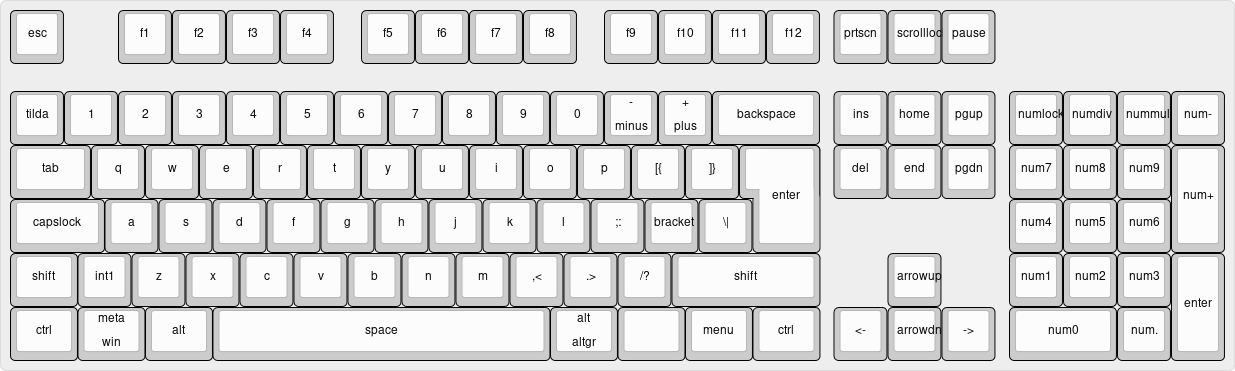 esc f1 f2 f3 f4 f5 f6 f7 f8 f9 f10 f11 f12 prtscn scrolloc pause
tilda 1 2 3 4 5 6 7 8 9 0 - minus + plus backspace ins home pgup numlock numdiv nummul num-
tab q w e r t y u i o p [{ ]} enter del end pgdn num7 num8 num9 num+
capslock a s d f g h j k l ;: bracket \| num4 num5 num6
shift int1 z x c v b n m ,< .> /? shift arrowup num1 num2 num3 enter
ctrl meta win alt space alt altgr menu ctrl <- arrowdn -> num0 num.